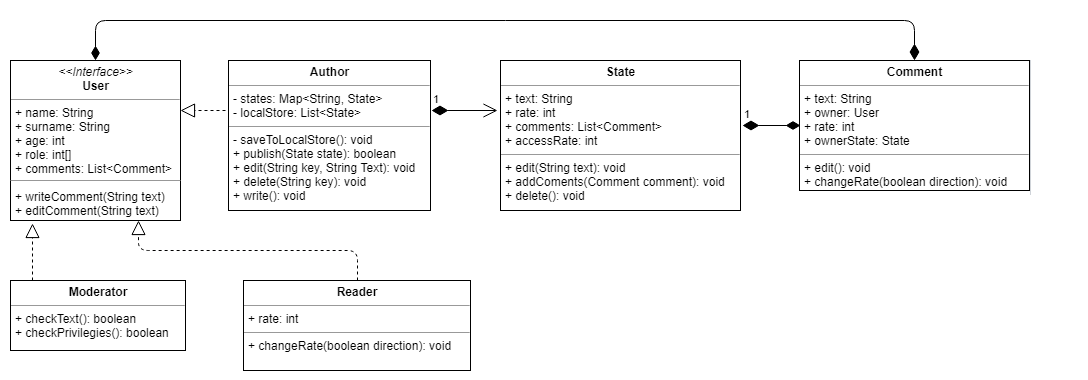 <<Interface>>
User
+ name: String
+ surname: String
+ age: int
+ role: int[]
+ comments: List<Comment>
+ writeComment(String text)
+ editComment(String text)
Author
- states: Map<String, State>
- localStore: List<State>
- saveToLocalStore(): void
+ publish(State state): boolean
+ edit(String key, String Text): void
+ delete(String key): void
+ write(): void
1
State
+ text: String
+ rate: int
+ comments: List<Comment>
+ accessRate: int
+ edit(String text): void
+ addComents(Comment comment): void
+ delete(): void
1
Comment
+ text: String
+ owner: User
+ rate: int
+ ownerState: State
+ edit(): void
+ changeRate(boolean direction): void
Moderator
+ checkText(): boolean
+ checkPrivilegies(): boolean
Reader
+ rate: int
+ changeRate(boolean direction): void